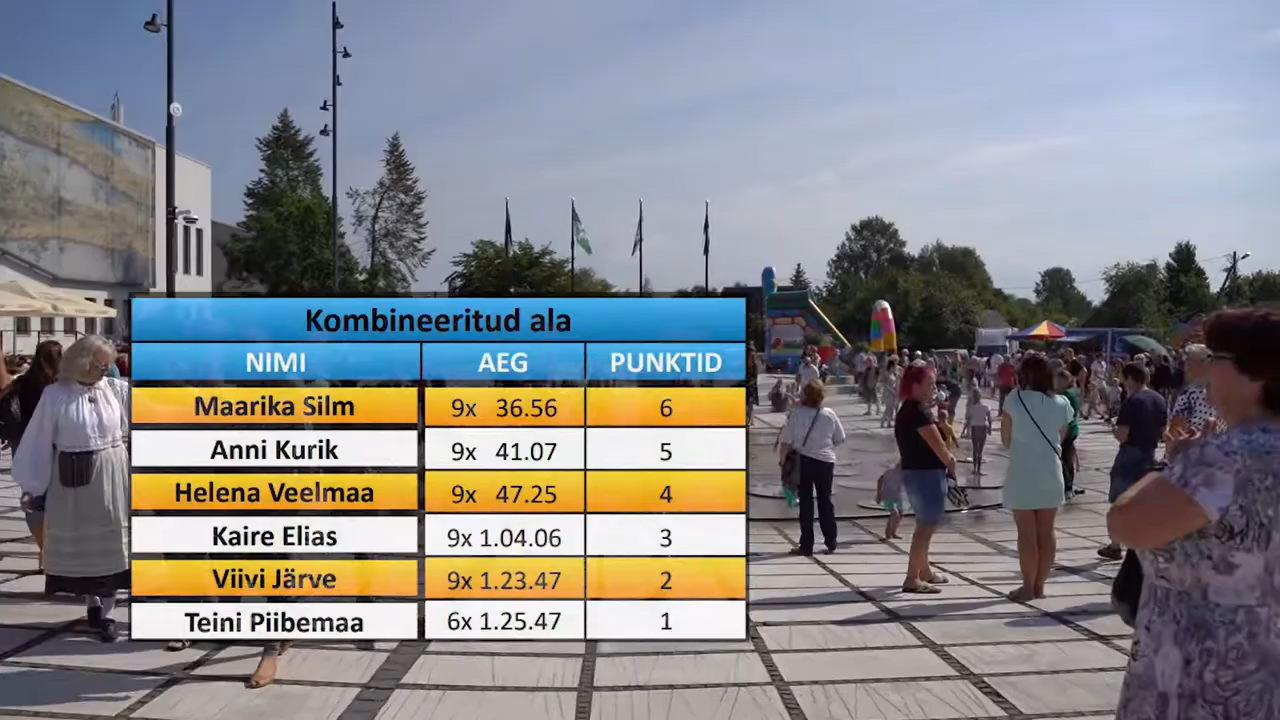 Kombineeritud ala
NIMI AEG PUNKTID
Maarika Silm 9x 36.56 6
Anni Kurik 9x 41.07 5
Helena Veelmaa 9x 47.25 4
Kaire Elias 9x 1.04.06 3
Viivi Järve 9x 1.23.47 2
Teini Piibemaa 6x 1.25.47 1